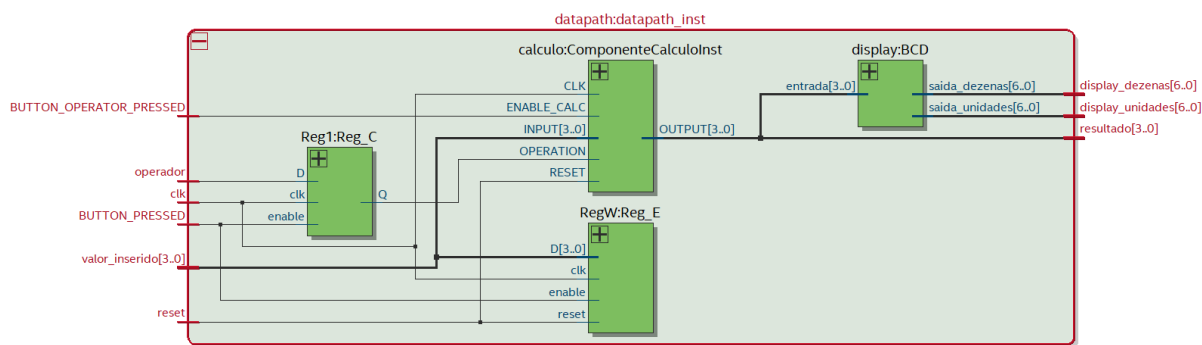 datapath:datapath_inst
calculo:ComponenteCalculoInst
display:BCD
CLK
entrada[3..0]
saida_dezenas[6..0]
display_dezenas[6..0]
BUTTON_OPERATOR_PRESSED
ENABLE_CALC
saida_unidades[6..0]
display_unidades[6..0]
INPUT[3..0]
OUTPUT[3..0]
resultado[3..0]
Reg1:Reg_C
OPERATION
operador
D
RESET
clk
clk
Q
BUTTON_PRESSED
enable
RegW:Reg_E
D[3..0]
valor_inserido[3..0]
clk
enable
reset
reset